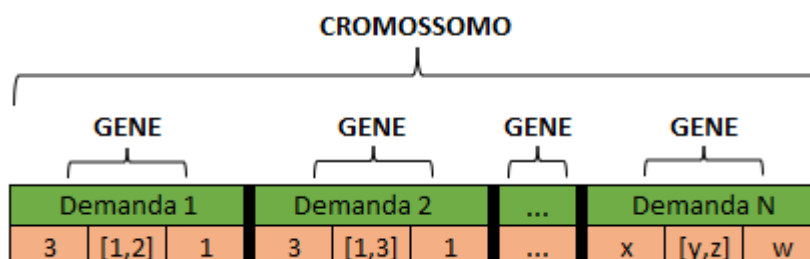 CROMOSSOMO
GENE GENE GENE GENE
Demanda 1 Demanda 2 ... Demanda N
3 [1,2] 1 3 [1,3] 1 ... x [y,z] w